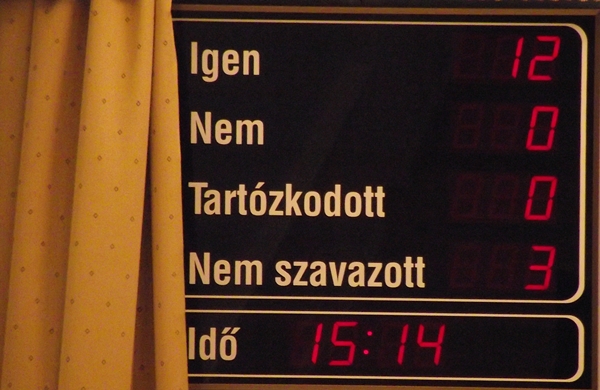 Igen 12
Nem 0
Tartózkodott 0
Nem szavazott 3
Idő 15:14